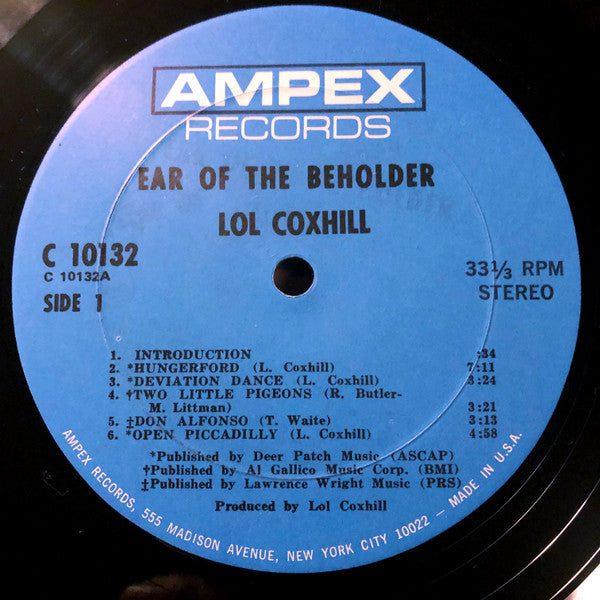 AMPEX
RECORDS
EAR OF THE BEHOLDER
LOL COXHILL
C 10132
C 10132A
SIDE 1
33⅓ RPM
STEREO
1. INTRODUCTION :34
2. *HUNGERFORD (L. Coxhill) 7:11
3. *DEVIATION DANCE (L. Coxhill) 3:24
4. †TWO LITTLE PIGEONS (R. Butler-
M. Littman) 3:21
5. ‡DON ALFONSO (T. Waite) 3:13
6. *OPEN PICCADILLY (L. Coxhill) 4:58
*Published by Deer Patch Music (ASCAP)
†Published by Al Gallico Music Corp. (BMI)
‡Published by Lawrence Wright Music (PRS)
Produced by Lol Coxhill
AMPEX RECORDS, 555 MADISON AVENUE, NEW YORK CITY 10022 — MADE IN U.S.A.